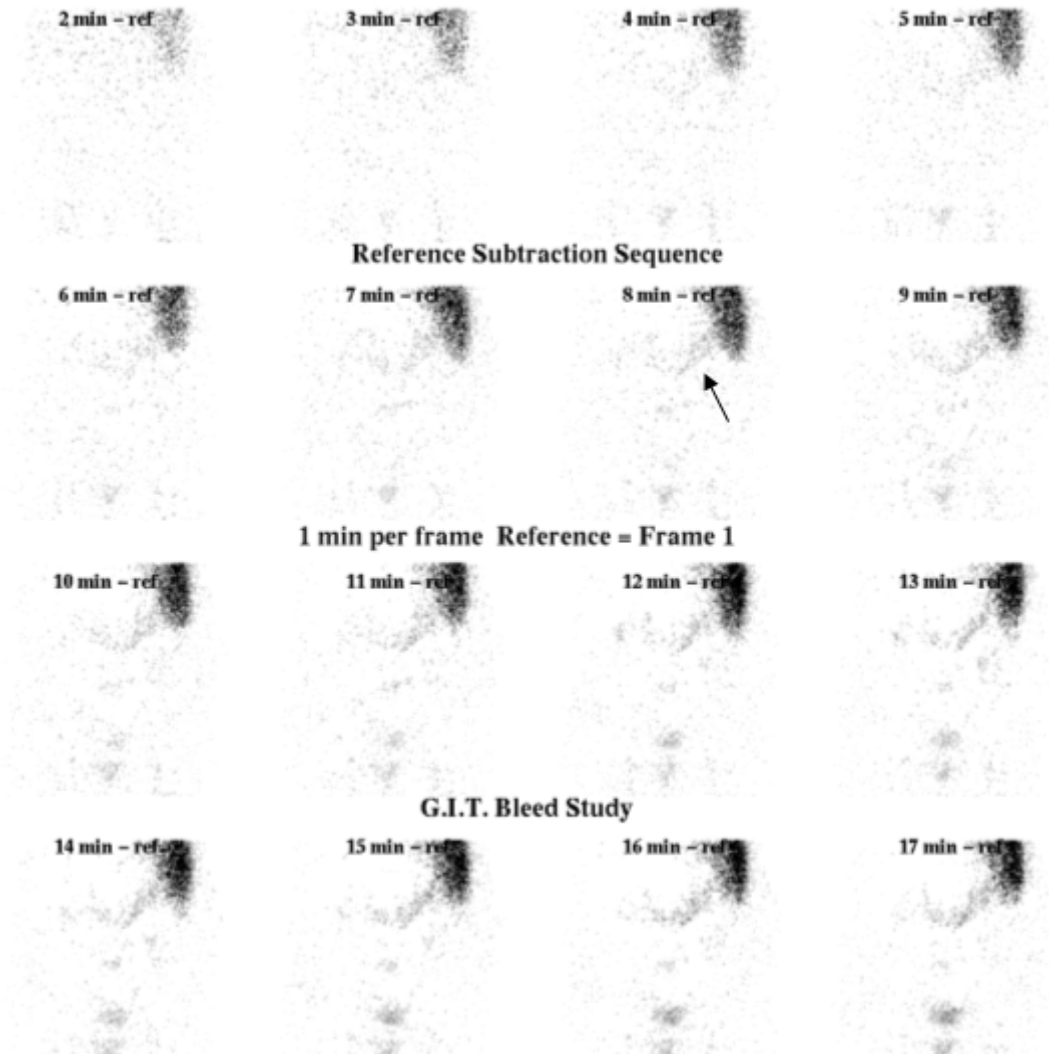 2 min – ref 3 min – ref 4 min – ref 5 min – ref
Reference Subtraction Sequence
6 min – ref 7 min – ref 8 min – ref 9 min – ref
1 min per frame Reference = Frame 1
10 min – ref 11 min – ref 12 min – ref 13 min – ref
G.I.T. Bleed Study
14 min – ref 15 min – ref 16 min – ref 17 min – ref